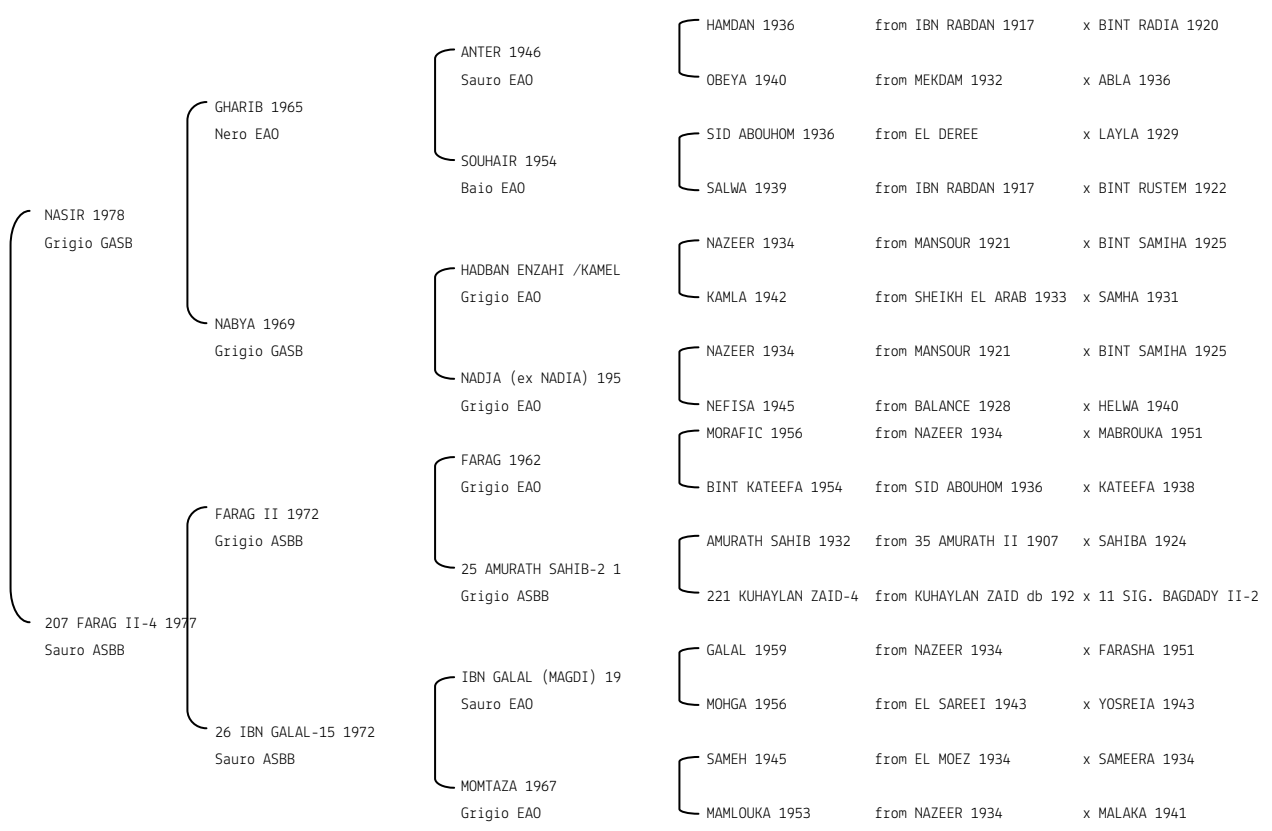 HAMDAN 1936 from IBN RABDAN 1917 x BINT RADIA 1920
ANTER 1946
Sauro EAO OBEYA 1940 from MEKDAM 1932 x ABLA 1936
GHARIB 1965
Nero EAO SID ABOUHOM 1936 from EL DEREE x LAYLA 1929
SOUHAIR 1954
Baio EAO SALWA 1939 from IBN RABDAN 1917 x BINT RUSTEM 1922
NASIR 1978
Grigio GASB NAZEER 1934 from MANSOUR 1921 x BINT SAMIHA 1925
HADBAN ENZAHI /KAMEL
Grigio EAO KAMLA 1942 from SHEIKH EL ARAB 1933 x SAMHA 1931
NABYA 1969
Grigio GASB NAZEER 1934 from MANSOUR 1921 x BINT SAMIHA 1925
NADJA (ex NADIA) 195
Grigio EAO NEFISA 1945 from BALANCE 1928 x HELWA 1940
MORAFIC 1956 from NAZEER 1934 x MABROUKA 1951
FARAG 1962
Grigio EAO BINT KATEEFA 1954 from SID ABOUHOM 1936 x KATEEFA 1938
FARAG II 1972
Grigio ASBB AMURATH SAHIB 1932 from 35 AMURATH II 1907 x SAHIBA 1924
25 AMURATH SAHIB-2 1
Grigio ASBB 221 KUHAYLAN ZAID-4 from KUHAYLAN ZAID db 192 x 11 SIG. BAGDADY II-2
207 FARAG II-4 1977
Sauro ASBB GALAL 1959 from NAZEER 1934 x FARASHA 1951
IBN GALAL (MAGDI) 19
Sauro EAO MOHGA 1956 from EL SAREEI 1943 x YOSREIA 1943
26 IBN GALAL-15 1972
Sauro ASBB SAMEH 1945 from EL MOEZ 1934 x SAMEERA 1934
MOMTAZA 1967
Grigio EAO MAMLOUKA 1953 from NAZEER 1934 x MALAKA 1941